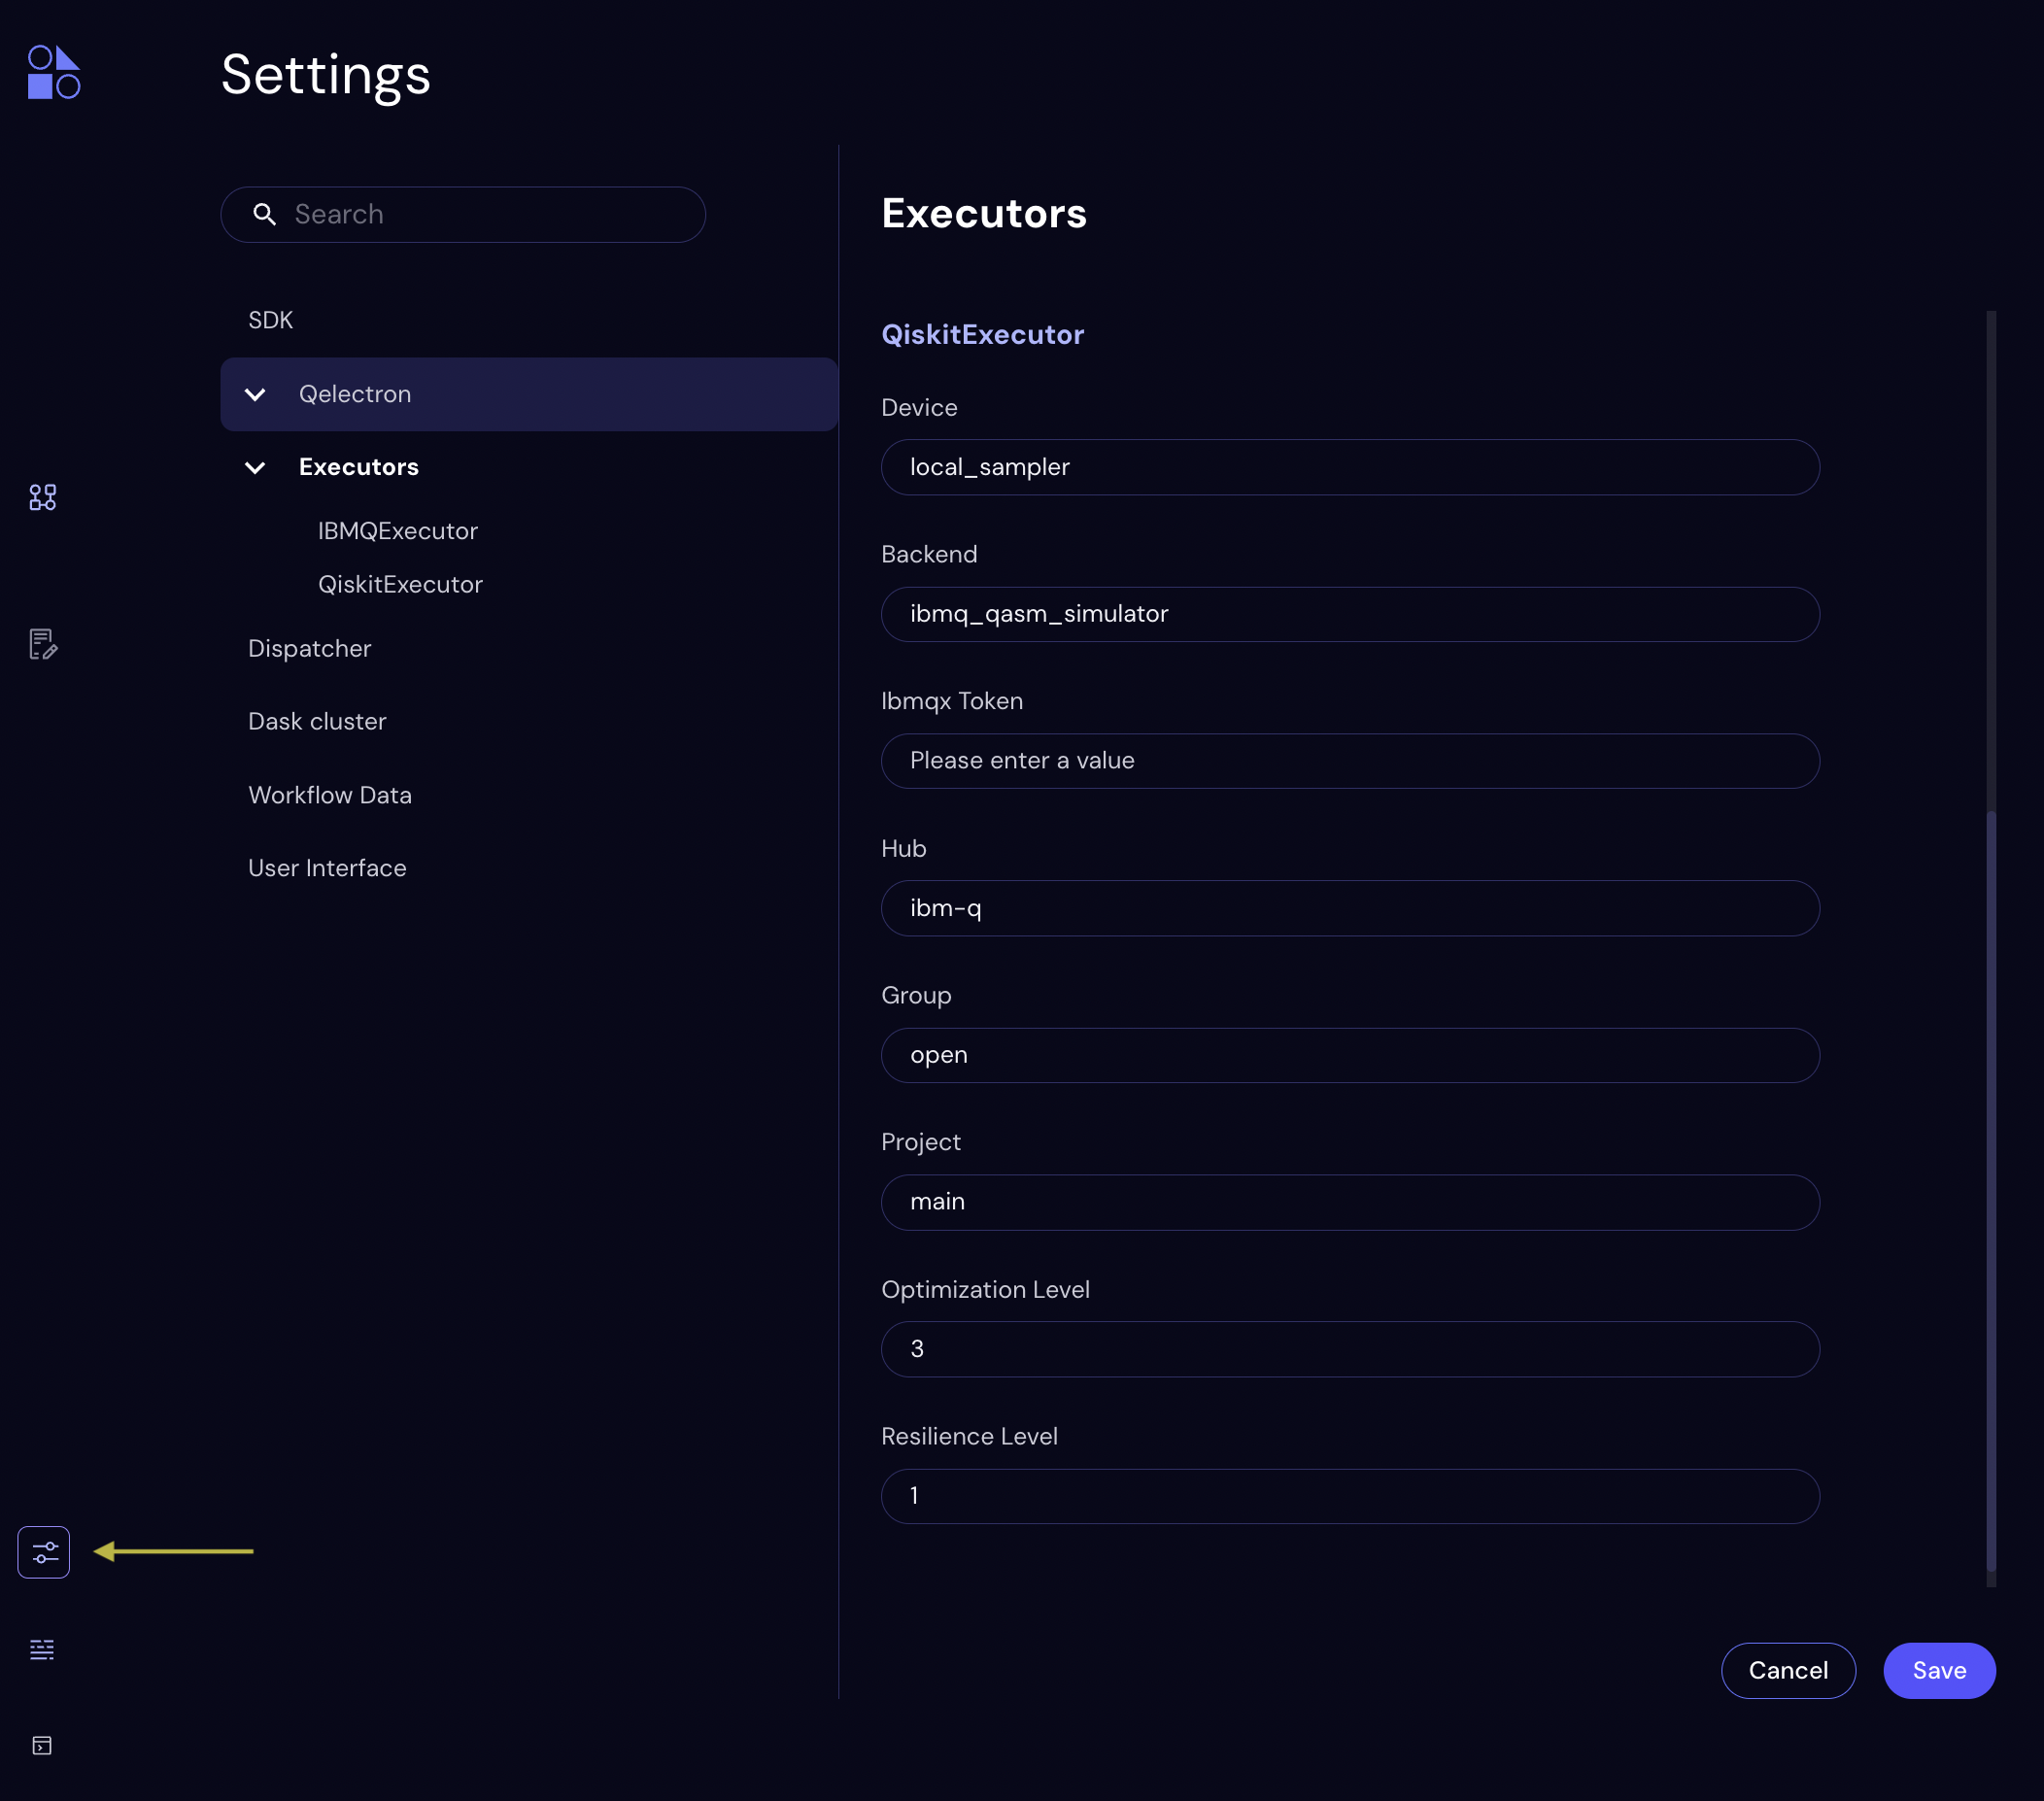 Settings
Search
SDK
Qelectron
Executors
IBMQExecutor
QiskitExecutor
Dispatcher
Dask cluster
Workflow Data
User Interface
Executors
QiskitExecutor
Device
local_sampler
Backend
ibmq_qasm_simulator
Ibmqx Token
Please enter a value
Hub
ibm-q
Group
open
Project
main
Optimization Level
3
Resilience Level
1
Cancel
Save